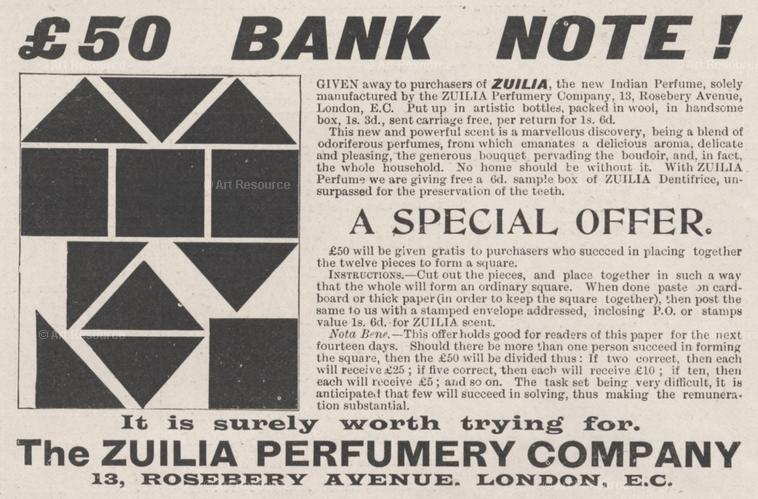 £50 BANK NOTE!
GIVEN away to purchasers of ZUILIA, the new Indian Perfume, solely
manufactured by the ZUILIA Perfumery Company, 13, Rosebery Avenue,
London, E.C. Put up in artistic bottles, packed in wool, in handsome
box, 1s. 3d., sent carriage free, per return for 1s. 6d.
This new and powerful scent is a marvellous discovery, being a blend of
odoriferous perfumes, from which emanates a delicious aroma, delicate
and pleasing, the generous bouquet pervading the boudoir, and, in fact,
the whole household. No home should be without it. With ZUILIA
Perfume we are giving free a 6d. sample box of ZUILIA Dentifrice, un-
surpassed for the preservation of the teeth.
A SPECIAL OFFER.
£50 will be given gratis to purchasers who succeed in placing together
the twelve pieces to form a square.
INSTRUCTIONS.—Cut out the pieces, and place together in such a way
that the whole will form an ordinary square. When done paste on card-
board or thick paper (in order to keep the square together), then post the
same to us with a stamped envelope addressed, inclosing P.O. or stamps
value 1s. 6d. for ZUILIA scent.
Nota Bene.—This offer holds good for readers of this paper for the next
fourteen days. Should there be more than one person succeed in forming
the square, then the £50 will be divided thus: If two correct, then each
will receive £25; if five correct, then each will receive £10; if ten, then
each will receive £5; and so on. The task set being very difficult, it is
anticipated that few will succeed in solving, thus making the remunera-
tion substantial.
It is surely worth trying for.
The ZUILIA PERFUMERY COMPANY
13, ROSEBERY AVENUE. LONDON, E.C.
© Art Resource
© Art Resource